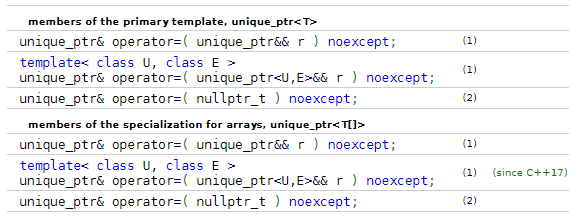 members of the primary template, unique_ptr<T>
unique_ptr& operator=( unique_ptr&& r ) noexcept; (1)
template< class U, class E >
unique_ptr& operator=( unique_ptr<U,E>&& r ) noexcept; (1)
unique_ptr& operator=( nullptr_t ) noexcept; (2)
members of the specialization for arrays, unique_ptr<T[]>
unique_ptr& operator=( unique_ptr&& r ) noexcept; (1)
template< class U, class E >
unique_ptr& operator=( unique_ptr<U,E>&& r ) noexcept; (1) (since C++17)
unique_ptr& operator=( nullptr_t ) noexcept; (2)